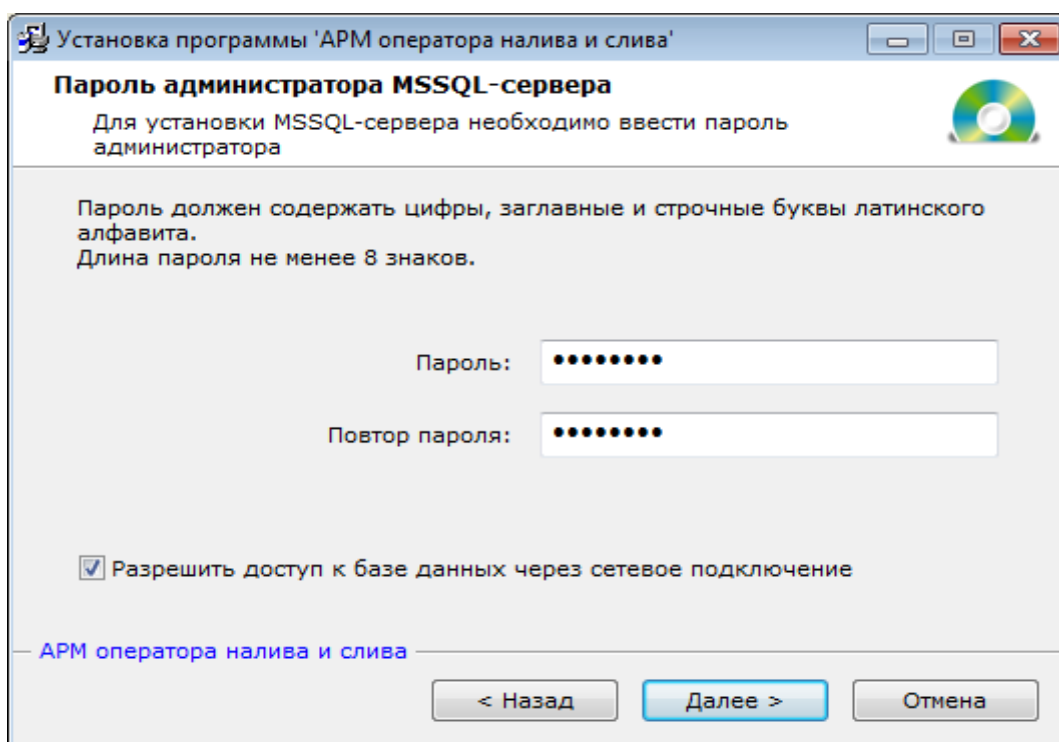 Установка программы 'АРМ оператора налива и слива'
Пароль администратора MSSQL-сервера
Для установки MSSQL-сервера необходимо ввести пароль
администратора
Пароль должен содержать цифры, заглавные и строчные буквы латинского
алфавита.
Длина пароля не менее 8 знаков.
Пароль: ••••••••
Повтор пароля: ••••••••
Разрешить доступ к базе данных через сетевое подключение
АРМ оператора налива и слива
< Назад
Далее >
Отмена